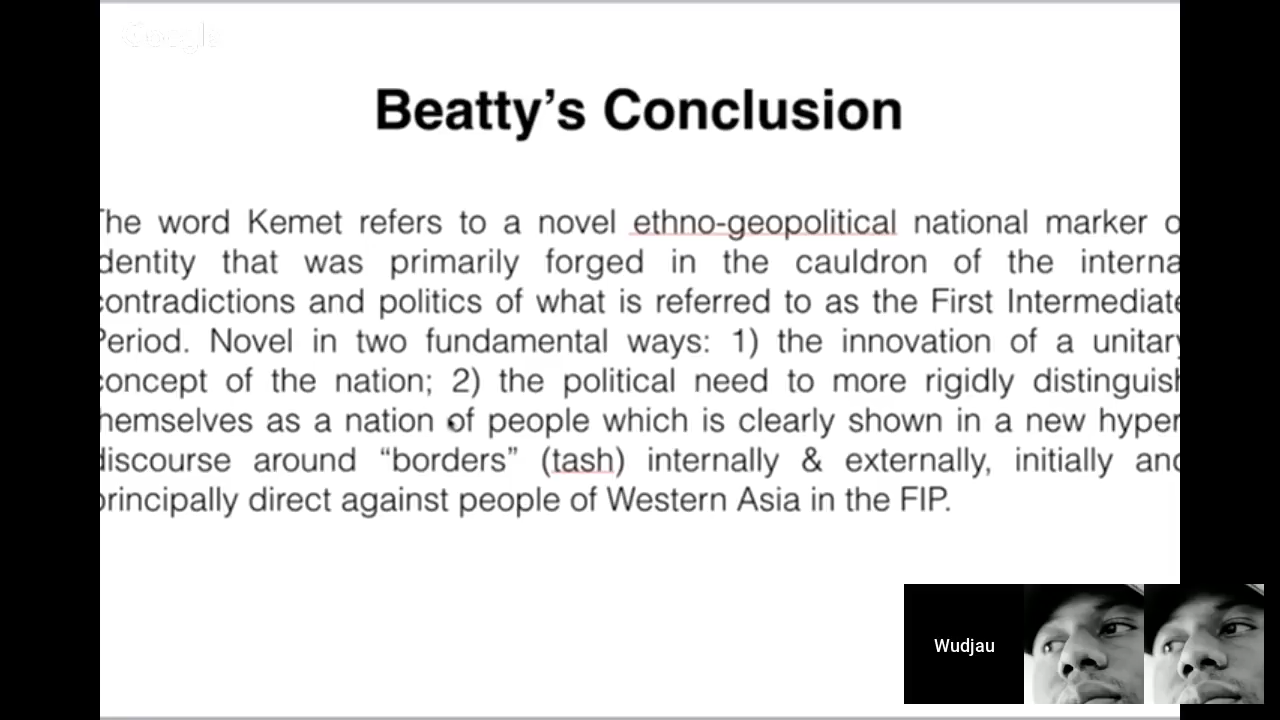 Google
Beatty's Conclusion
The word Kemet refers to a novel ethno-geopolitical national marker o
identity that was primarily forged in the cauldron of the interna
contradictions and politics of what is referred to as the First Intermediate
Period. Novel in two fundamental ways: 1) the innovation of a unitary
concept of the nation; 2) the political need to more rigidly distinguish
themselves as a nation of people which is clearly shown in a new hyper
discourse around “borders” (tash) internally & externally, initially and
principally direct against people of Western Asia in the FIP.
Wudjau